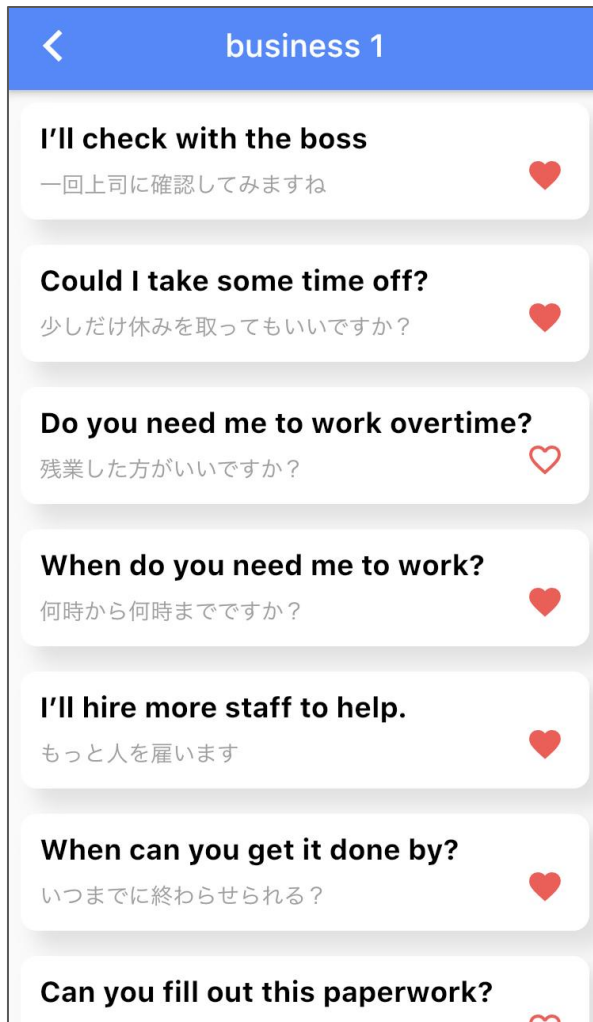 business 1
I’ll check with the boss
一回上司に確認してみますね
Could I take some time off?
少しだけ休みを取ってもいいですか？
Do you need me to work overtime?
残業した方がいいですか？
When do you need me to work?
何時から何時までですか？
I’ll hire more staff to help.
もっと人を雇います
When can you get it done by?
いつまでに終わらせられる？
Can you fill out this paperwork?